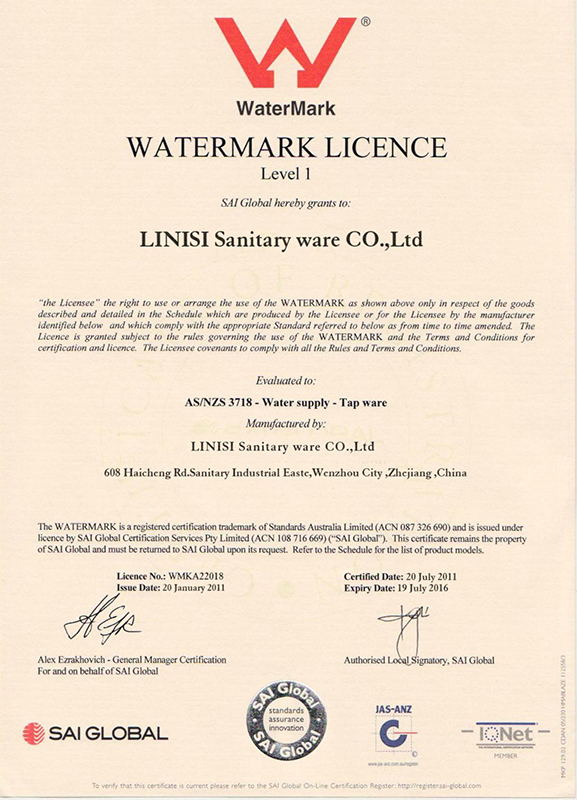 ®
WaterMark
WATERMARK LICENCE
Level 1
SAI Global hereby grants to:
LINISI Sanitary ware CO.,Ltd
"the Licensee" the right to use or arrange the use of the WATERMARK as shown above only in respect of the goods
described and detailed in the Schedule which are produced by the Licensee or for the Licensee by the manufacturer
identified below and which comply with the appropriate Standard referred to below as from time to time amended. The
Licence is granted subject to the rules governing the use of the WATERMARK and the Terms and Conditions for
certification and licence. The Licensee covenants to comply with all the Rules and Terms and Conditions.
Evaluated to:
AS/NZS 3718 - Water supply - Tap ware
Manufactured by:
LINISI Sanitary ware CO.,Ltd
608 Haicheng Rd.Sanitary Industrial Easte,Wenzhou City ,Zhejiang ,China
The WATERMARK is a registered certification trademark of Standards Australia Limited (ACN 087 326 690) and is issued under
licence by SAI Global Certification Services Pty Limited (ACN 108 716 669) ("SAI Global"). This certificate remains the property
of SAI Global and must be returned to SAI Global upon its request. Refer to the Schedule for the list of product models.
Licence No.: WMKA22018
Issue Date: 20 January 2011
Certified Date: 20 July 2011
Expiry Date: 19 July 2016
Alex Ezrakhovich - General Manager Certification
For and on behalf of SAI Global
Authorised Local Signatory, SAI Global
SAI GLOBAL
SAI Global
standards
assurance
innovation
SAI Global
JAS-ANZ
www.jas-anz.com.au/register
IQNet
THE INTERNATIONAL CERTIFICATION NETWORK
MEMBER
To verify that this certificate is current please refer to the SAI Global On-Line Certification Register: http://register.sai-global.com